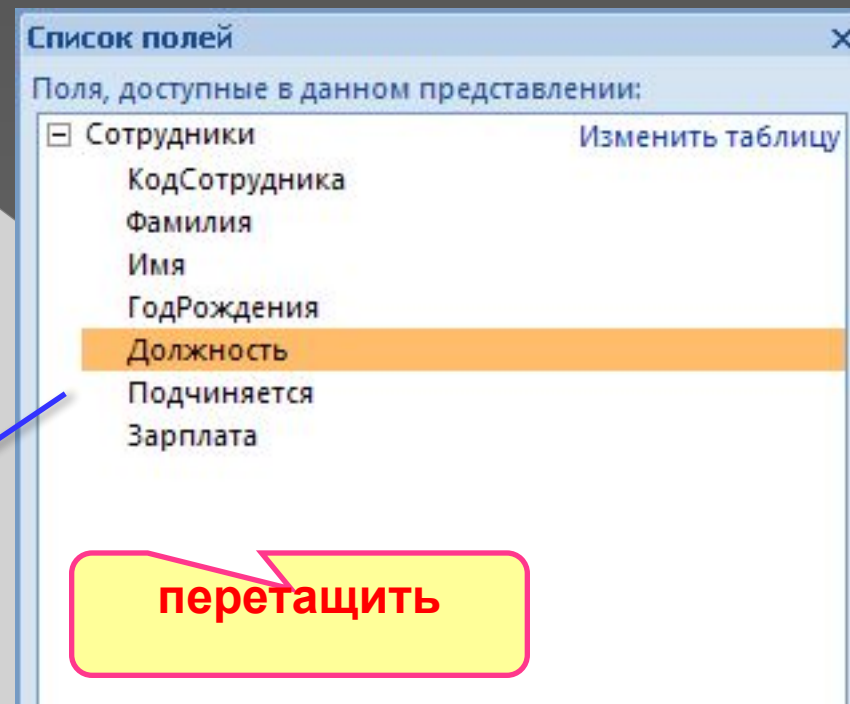 Список полей
Поля, доступные в данном представлении:
Сотрудники Изменить таблицу
КодСотрудника
Фамилия
Имя
ГодРождения
Должность
Подчиняется
Зарплата
перетащить